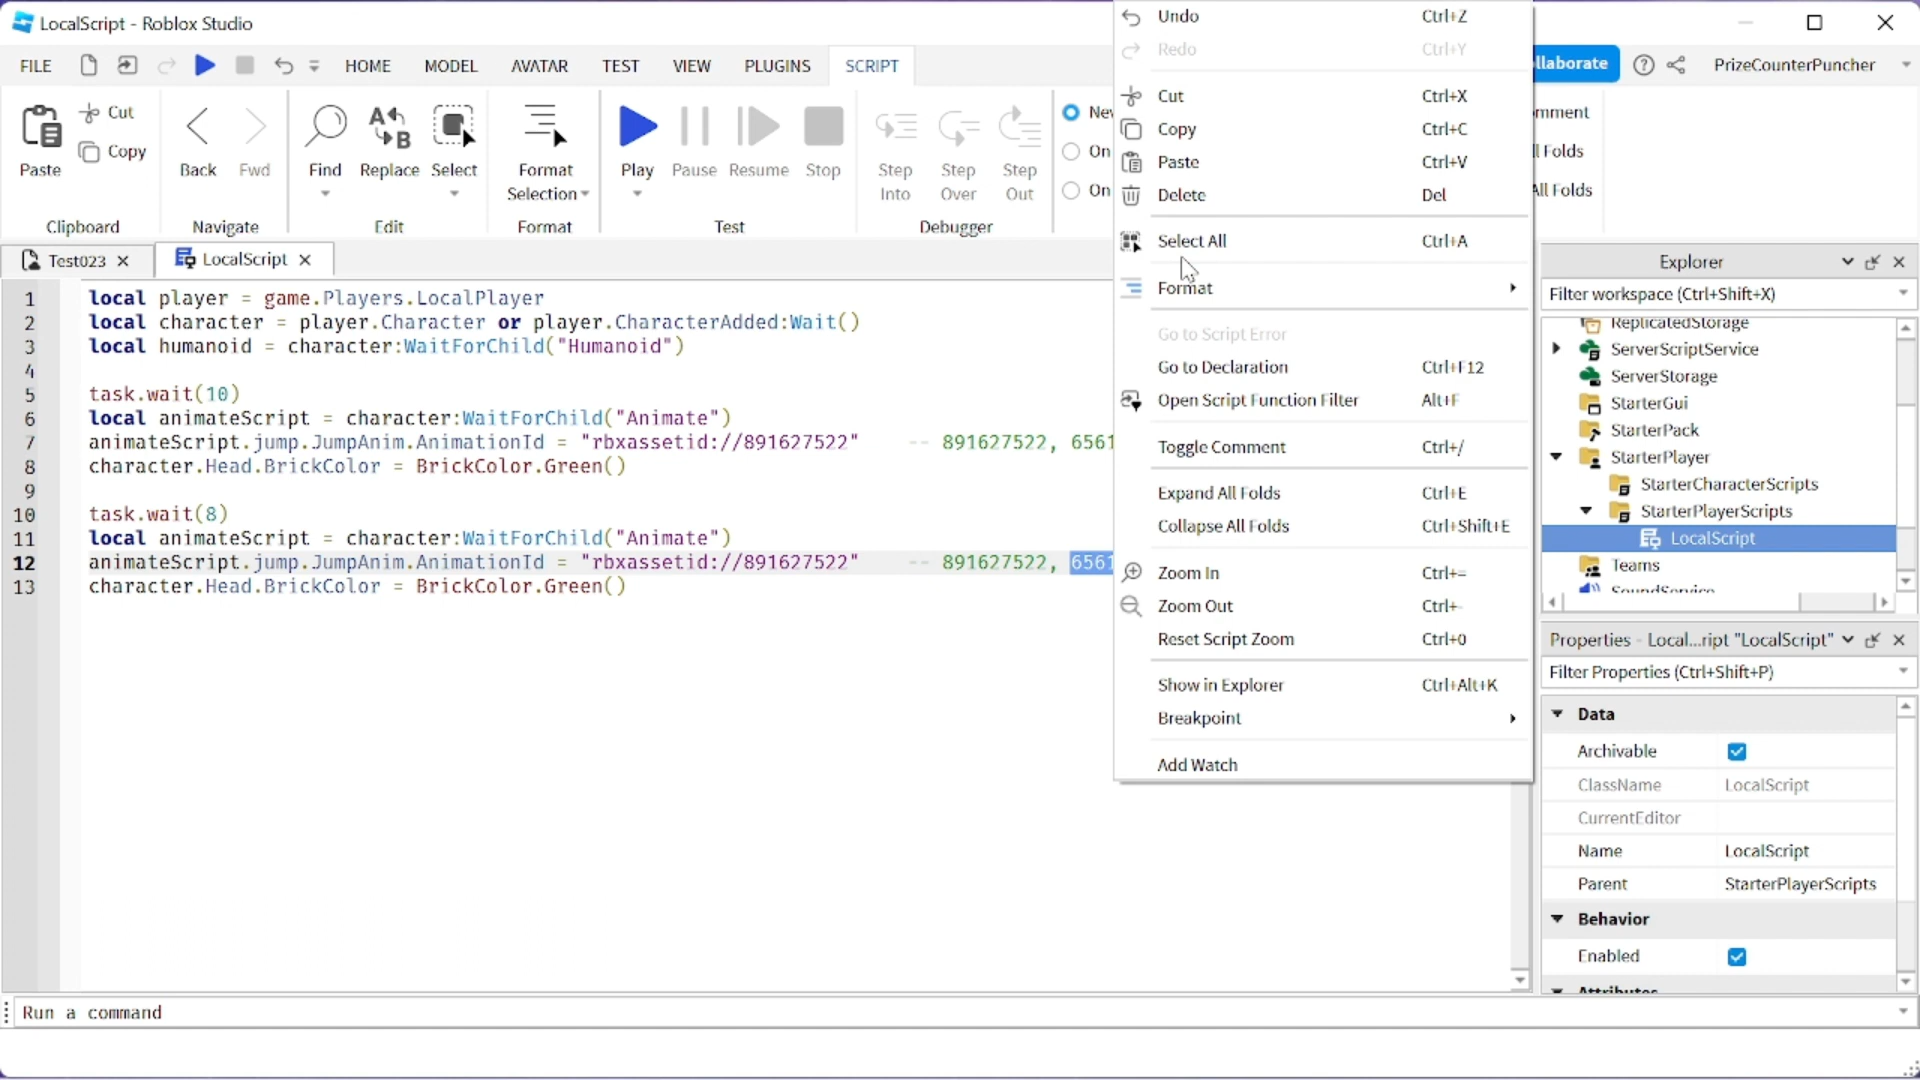 LocalScript - Roblox Studio
FILE HOME MODEL AVATAR TEST VIEW PLUGINS SCRIPT
llaborate
PrizeCounterPuncher
Paste
Cut
Copy
Clipboard
Back
Fwd
Navigate
Find
Replace
Select
Edit
Format
Selection
Format
Play
Pause
Resume
Stop
Test
Step
Into
Step
Over
Step
Out
Debugger
New
On
On
mment
ll Folds
All Folds
Test023
LocalScript
1 local player = game.Players.LocalPlayer
2 local character = player.Character or player.CharacterAdded:Wait()
3 local humanoid = character:WaitForChild("Humanoid")
4
5 task.wait(10)
6 local animateScript = character:WaitForChild("Animate")
7 animateScript.jump.JumpAnim.AnimationId = "rbxassetid://891627522" -- 891627522, 6561
8 character.Head.BrickColor = BrickColor.Green()
9
10 task.wait(8)
11 local animateScript = character:WaitForChild("Animate")
12 animateScript.jump.JumpAnim.AnimationId = "rbxassetid://891627522" -- 891627522, 6561
13 character.Head.BrickColor = BrickColor.Green()
Undo Ctrl+Z
Redo Ctrl+Y
Cut Ctrl+X
Copy Ctrl+C
Paste Ctrl+V
Delete Del
Select All Ctrl+A
Format
Go to Script Error
Go to Declaration Ctrl+F12
Open Script Function Filter Alt+F
Toggle Comment Ctrl+/
Expand All Folds Ctrl+E
Collapse All Folds Ctrl+Shift+E
Zoom In Ctrl+=
Zoom Out Ctrl+-
Reset Script Zoom Ctrl+0
Show in Explorer Ctrl+Alt+K
Breakpoint
Add Watch
Explorer
Filter workspace (Ctrl+Shift+X)
ReplicatedStorage
ServerScriptService
ServerStorage
StarterGui
StarterPack
StarterPlayer
StarterCharacterScripts
StarterPlayerScripts
LocalScript
Teams
SoundService
Properties - Local...ript "LocalScript"
Filter Properties (Ctrl+Shift+P)
Data
Archivable
ClassName LocalScript
CurrentEditor
Name LocalScript
Parent StarterPlayerScripts
Behavior
Enabled
Attributes
Run a command